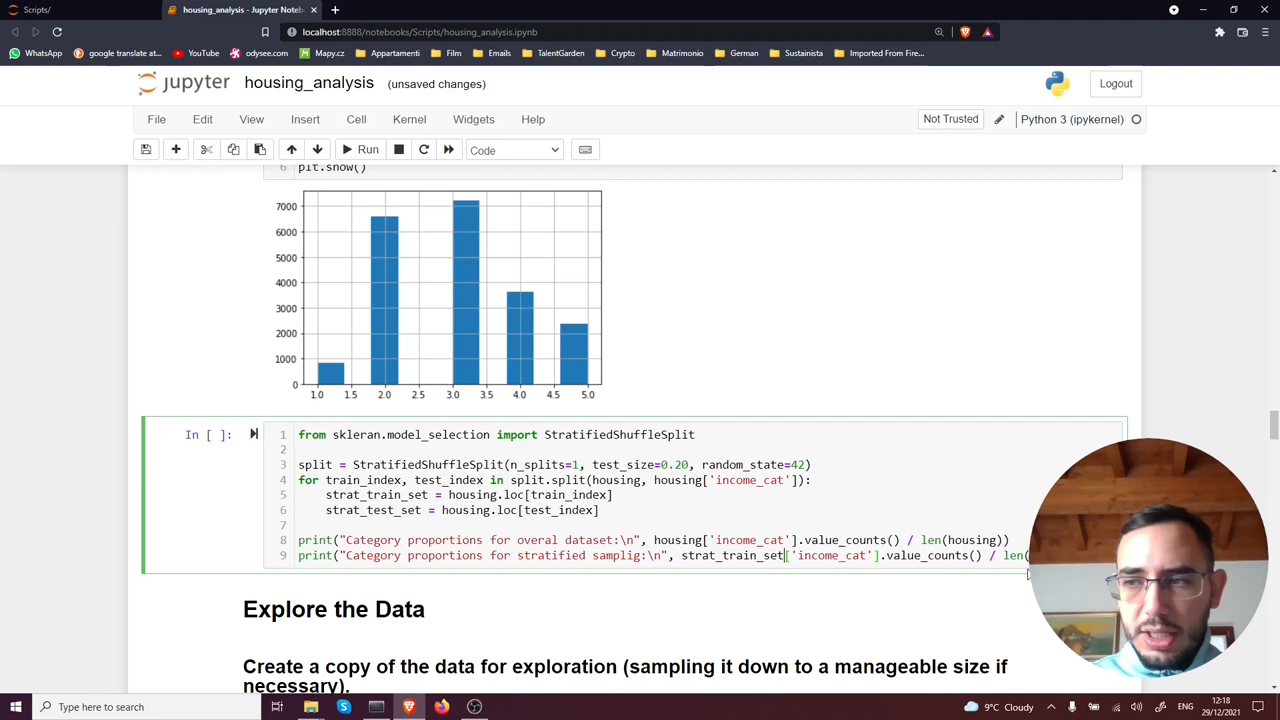 Scripts/
housing_analysis - Jupyter Noteb
localhost:8888/notebooks/Scripts/housing_analysis.ipynb
WhatsApp google translate at... YouTube odysee.com Mapy.cz Appartamenti Film Emails TalentGarden Crypto Matrimonio German Sustainista Imported From Fire...
jupyter housing_analysis (unsaved changes) Logout
File Edit View Insert Cell Kernel Widgets Help Not Trusted Python 3 (ipykernel)
Run Code
6 plt.show()
7000
6000
5000
4000
3000
2000
1000
0
1.0 1.5 2.0 2.5 3.0 3.5 4.0 4.5 5.0
In [ ]:
1 from skleran.model_selection import StratifiedShuffleSplit
2
3 split = StratifiedShuffleSplit(n_splits=1, test_size=0.20, random_state=42)
4 for train_index, test_index in split.split(housing, housing['income_cat']):
5 strat_train_set = housing.loc[train_index]
6 strat_test_set = housing.loc[test_index]
7
8 print("Category proportions for overal dataset:\n", housing['income_cat'].value_counts() / len(housing))
9 print("Category proportions for stratified samplig:\n", strat_train_set['income_cat'].value_counts() / len(
Explore the Data
Create a copy of the data for exploration (sampling it down to a manageable size if
necessary).
Type here to search
9°C Cloudy
12:18
29/12/2021